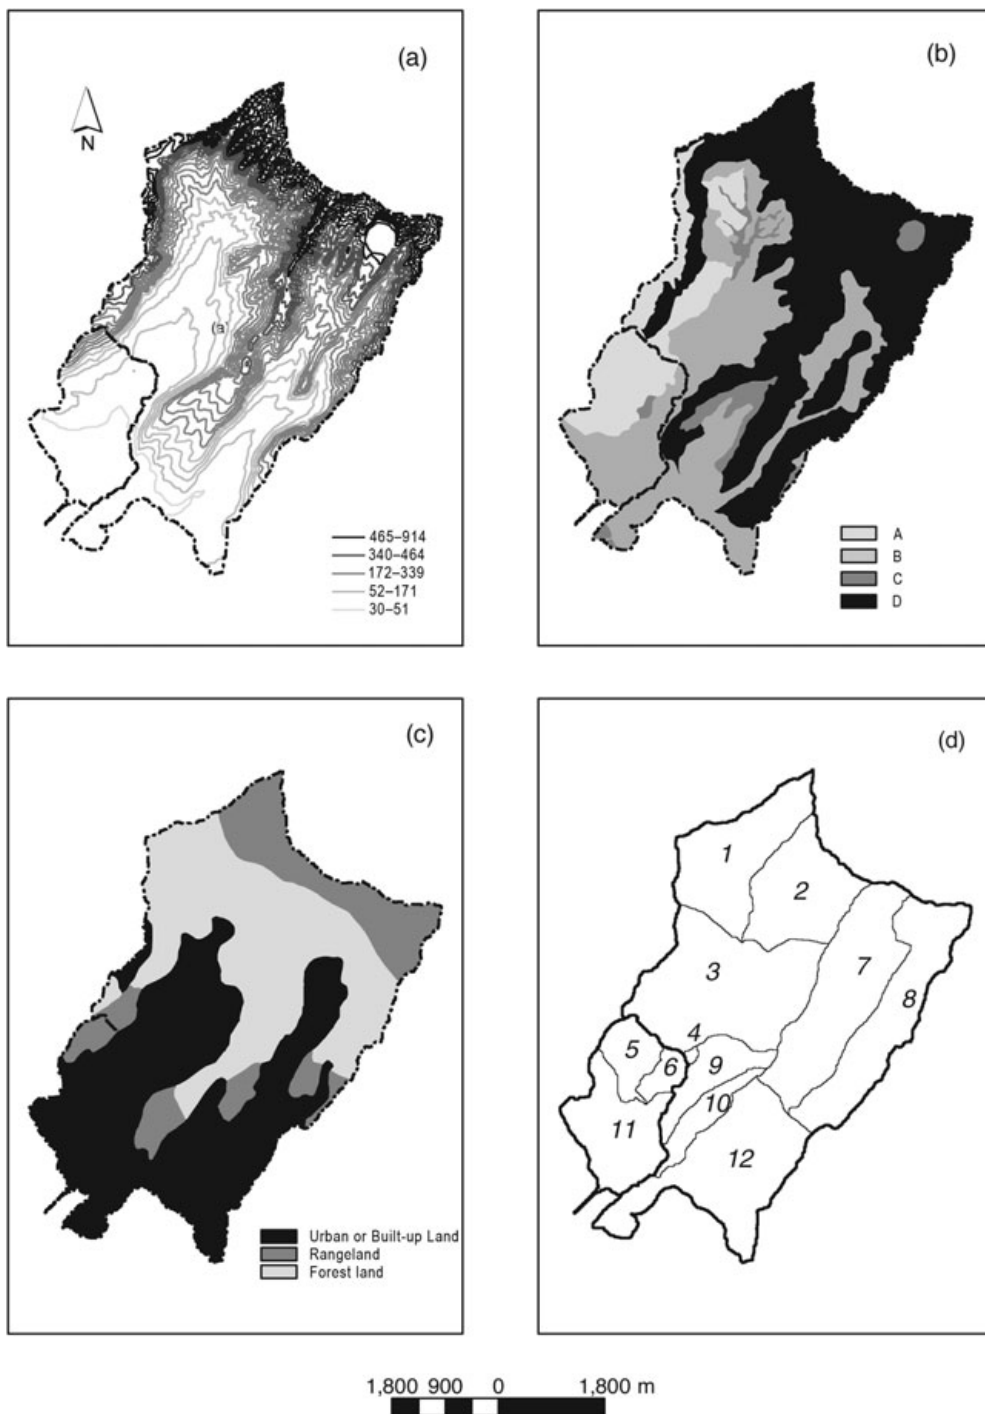 (a)
N
(a)
465–914
340–464
172–339
52–171
30–51
(b)
A
B
C
D
(c)
Urban or Built-up Land
Rangeland
Forest land
(d)
1
2
3
7
8
4
5
6
9
10
11
12
1,800 900 0 1,800 m